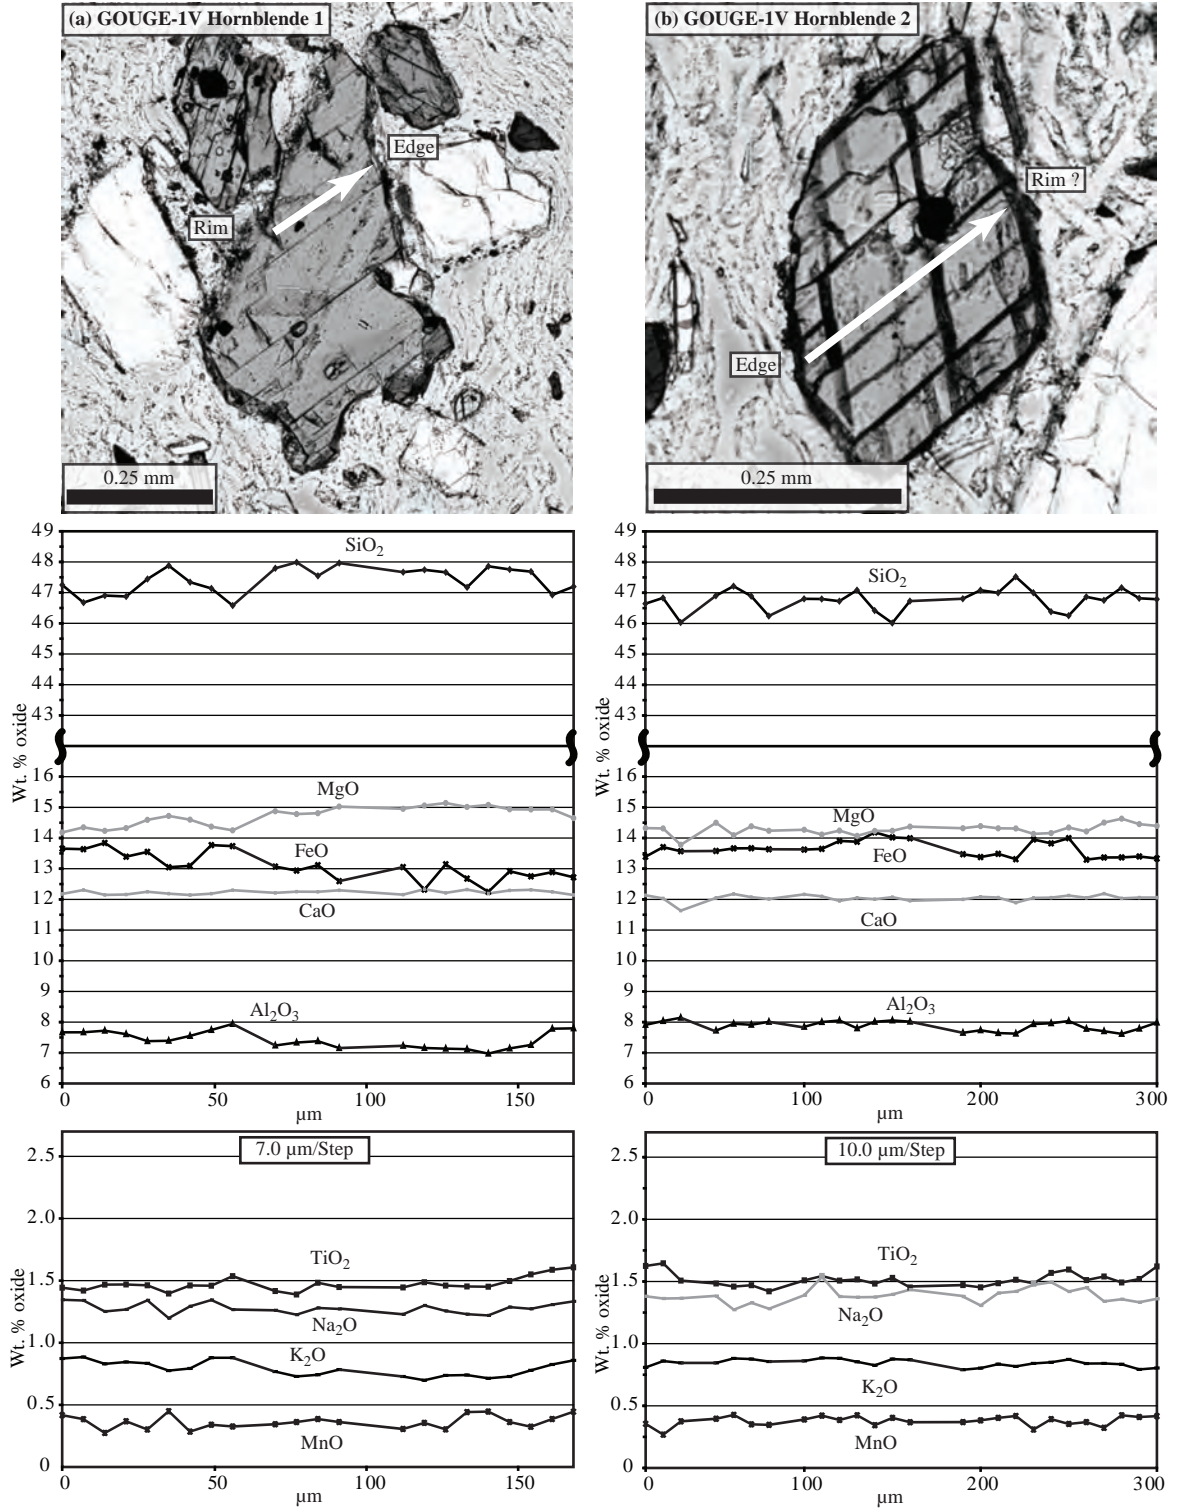 (a) GOUGE-1V Hornblende 1
Edge
Rim
0.25 mm
(b) GOUGE-1V Hornblende 2
Rim ?
Edge
0.25 mm
49
48
47
46
45
44
43
16
15
14
13
12
11
10
9
8
7
6
Wt. % oxide
SiO₂
MgO
FeO
CaO
Al₂O₃
0 50 100 150
µm
49
48
47
46
45
44
43
16
15
14
13
12
11
10
9
8
7
6
Wt. % oxide
SiO₂
MgO
FeO
CaO
Al₂O₃
0 100 200 300
µm
7.0 µm/Step
2.5
2.0
1.5
1.0
0.5
0
Wt. % oxide
TiO₂
Na₂O
K₂O
MnO
0 50 100 150
µm
10.0 µm/Step
2.5
2.0
1.5
1.0
0.5
0
Wt. % oxide
TiO₂
Na₂O
K₂O
MnO
0 100 200 300
µm